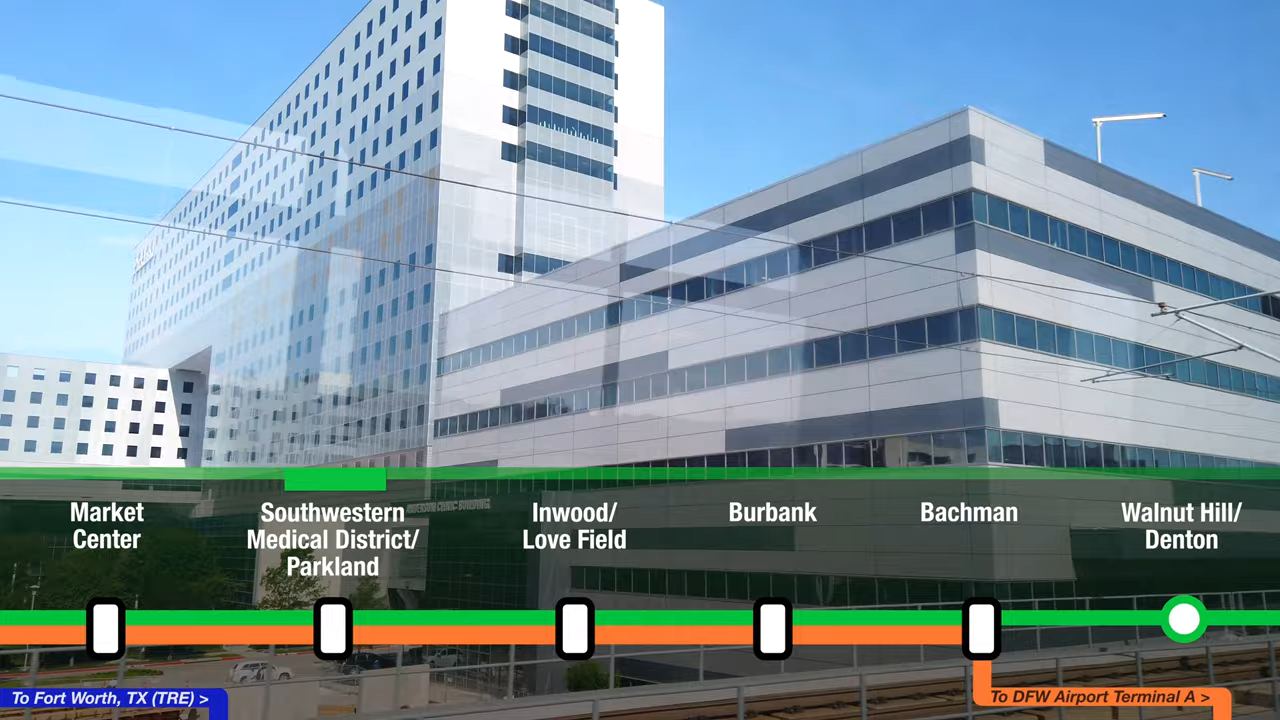 Market
Center
Southwestern
Medical District/
Parkland
Inwood/
Love Field
Burbank
Bachman
Walnut Hill/
Denton
To Fort Worth, TX (TRE) >
To DFW Airport Terminal A >